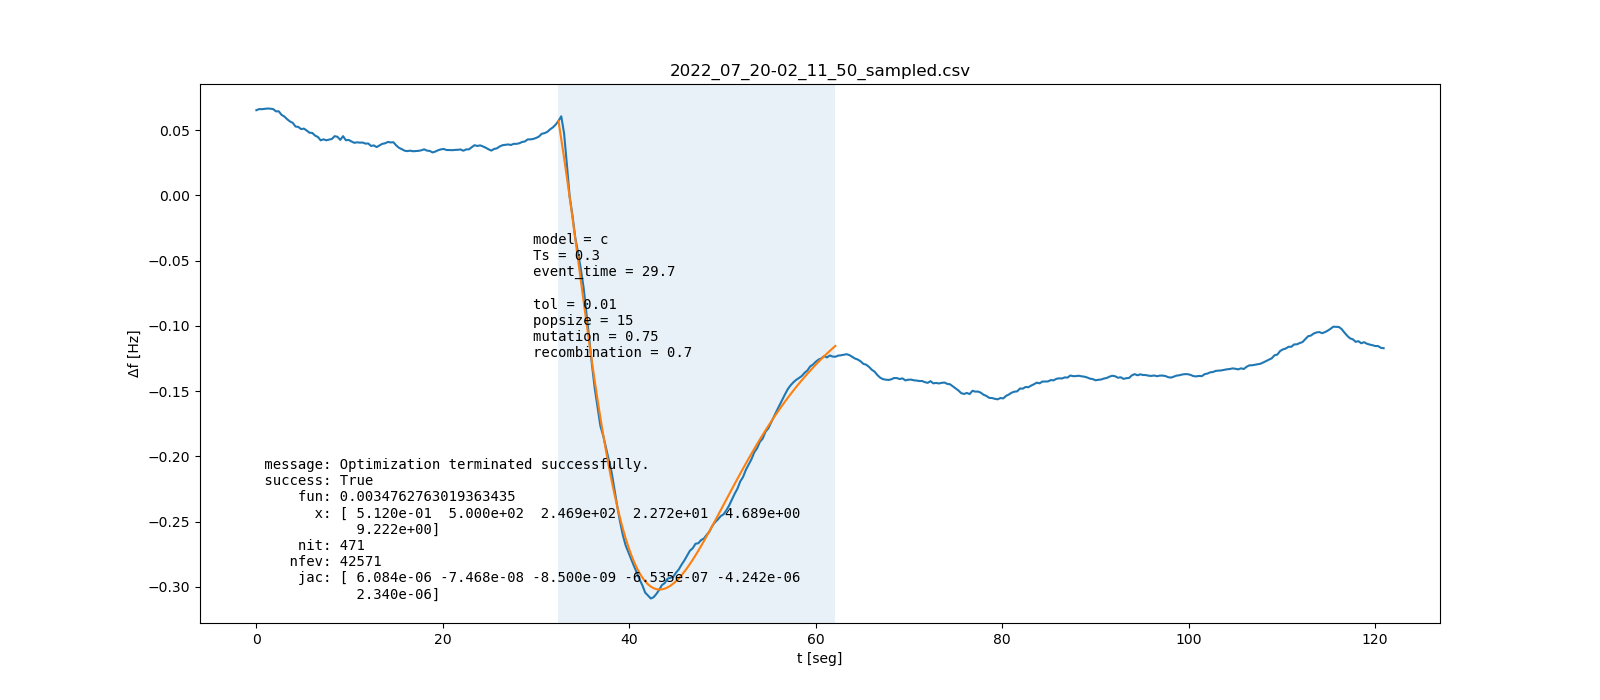 2022_07_20-02_11_50_sampled.csv
0.05
0.00
−0.05
−0.10
−0.15
−0.20
−0.25
−0.30
Δf [Hz]
model = c
Ts = 0.3
event_time = 29.7
tol = 0.01
popsize = 15
mutation = 0.75
recombination = 0.7
message: Optimization terminated successfully.
success: True
fun: 0.0034762763019363435
x: [ 5.120e-01  5.000e+02  2.469e+02  2.272e+01  4.689e+00
9.222e+00]
nit: 471
nfev: 42571
jac: [ 6.084e-06 -7.468e-08 -8.500e-09 -6.535e-07 -4.242e-06
2.340e-06]
0 20 40 60 80 100 120
t [seg]